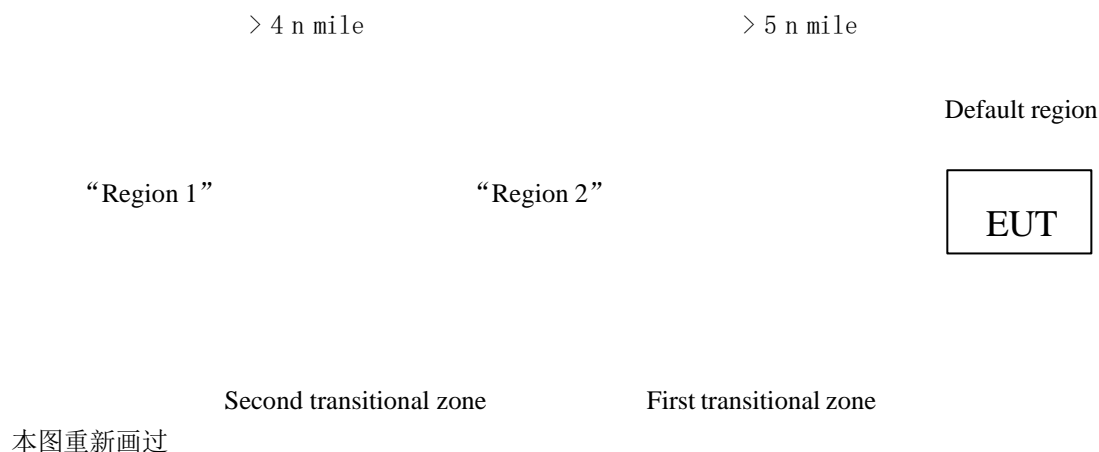 > 4 n mile > 5 n mile
Default region
“Region 1” “Region 2”
EUT
Second transitional zone First transitional zone
本图重新画过